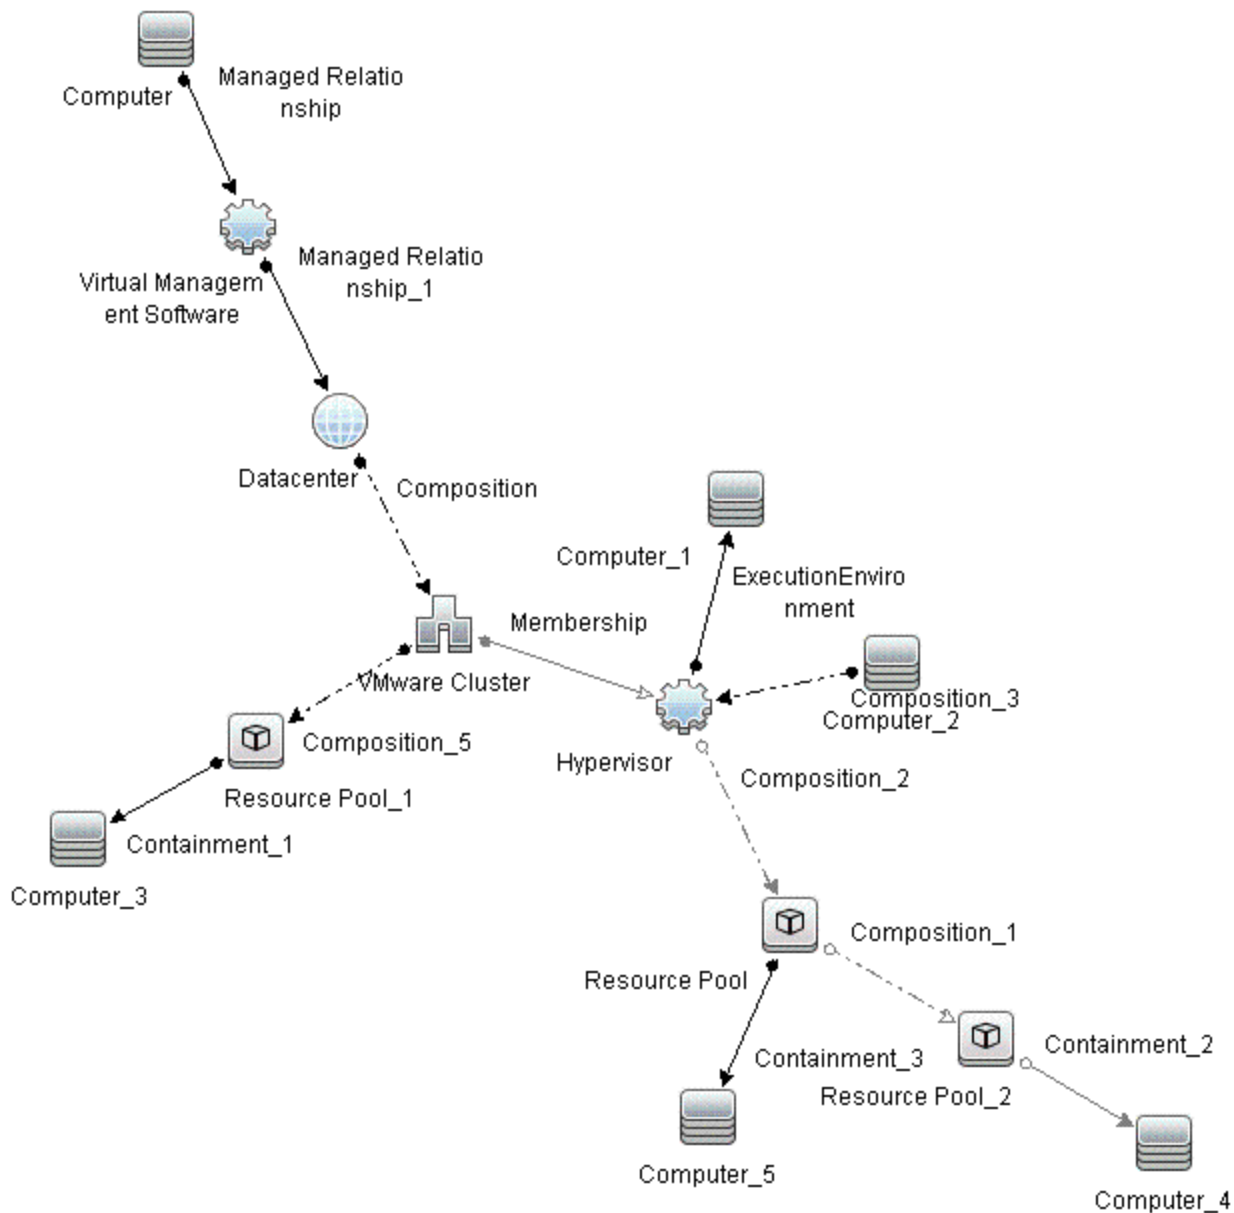 Managed Relatio
nship
Computer
Managed Relatio
nship_1
Virtual Managem
ent Software
Datacenter
Composition
Computer_1
ExecutionEnviro
nment
Membership
VMware Cluster
Composition_3
Computer_2
Composition_5
Hypervisor
Composition_2
Resource Pool_1
Containment_1
Computer_3
Composition_1
Resource Pool
Containment_2
Containment_3
Resource Pool_2
Computer_5
Computer_4